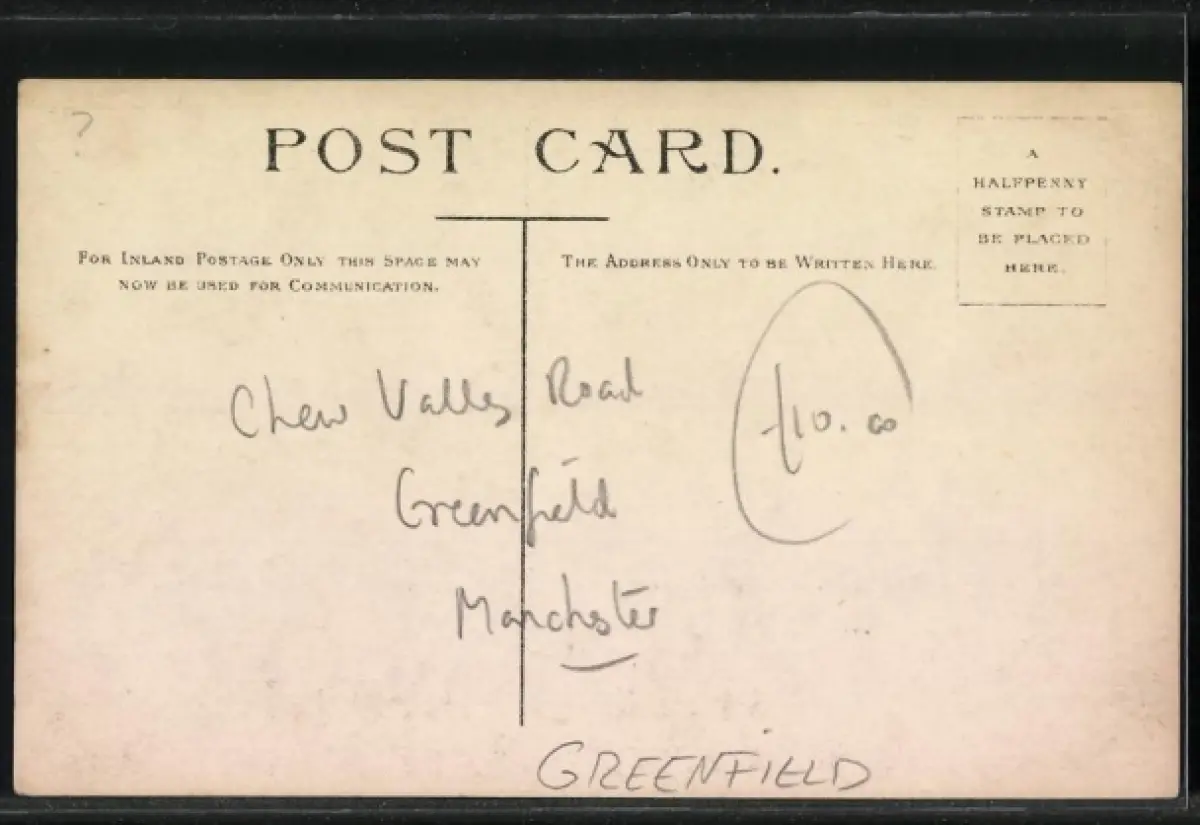 ?
POST CARD.
A
HALFPENNY
STAMP TO
BE PLACED
HERE.
FOR INLAND POSTAGE ONLY THIS SPACE MAY
NOW BE USED FOR COMMUNICATION.
THE ADDRESS ONLY TO BE WRITTEN HERE.
Chew Valley Road
£10.00
Greenfield
Manchester
GREENFIELD